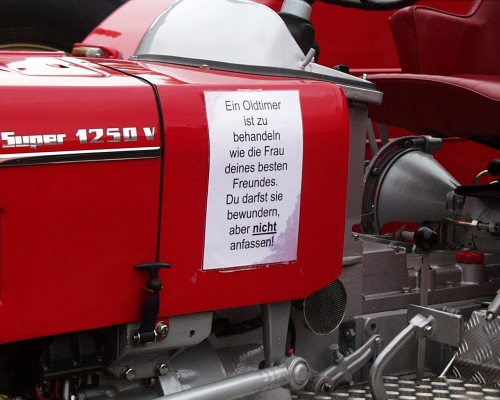 Super 1250 V
Ein Oldtimer
ist zu
behandeln
wie die Frau
deines besten
Freundes.
Du darfst sie
bewundern,
aber nicht
anfassen!